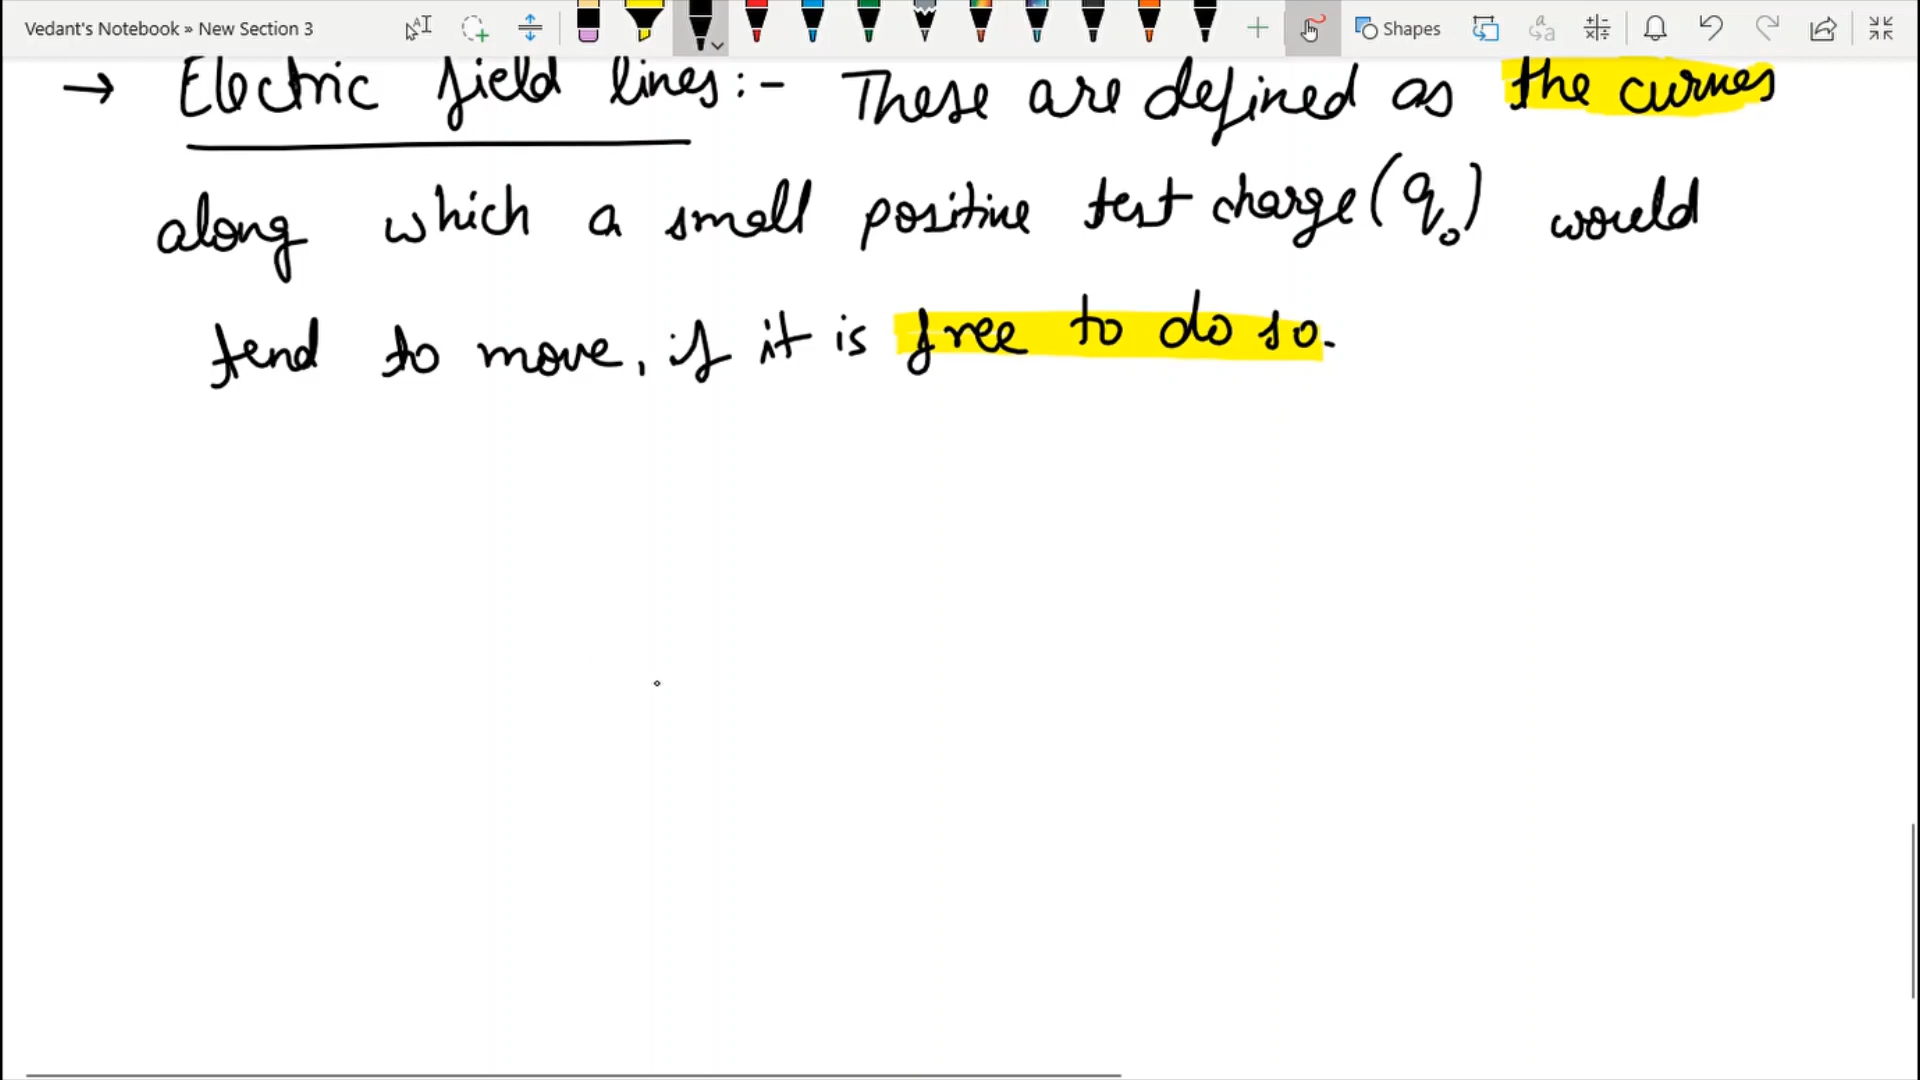 Vedant's Notebook » New Section 3
Shapes
→ Electric field lines:- These are defined as the curves
along which a small positive test charge (q₀) would
tend to move, if it is free to do so.